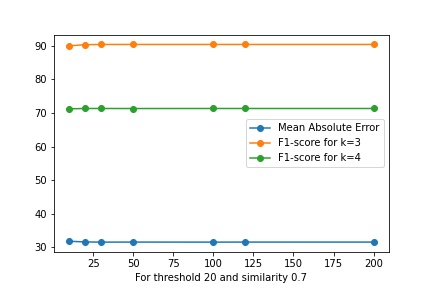 90
80
70
60
50
40
30
Mean Absolute Error
F1-score for k=3
F1-score for k=4
25 50 75 100 125 150 175 200
For threshold 20 and similarity 0.7